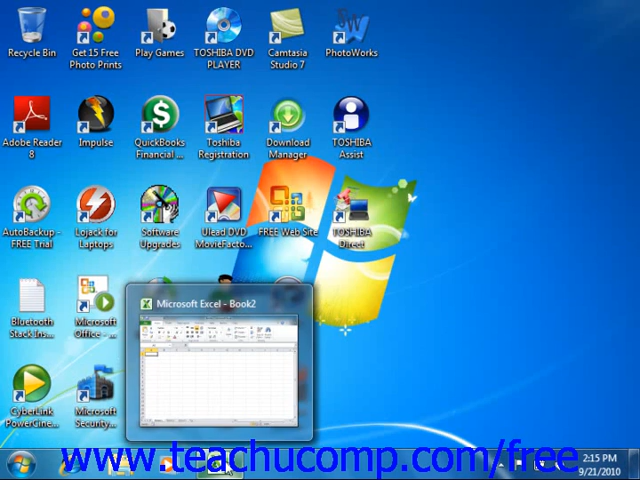 Recycle Bin
Get 15 Free
Photo Prints
Play Games
TOSHIBA DVD
PLAYER
Camtasia
Studio 7
PhotoWorks
Adobe Reader
8
Impulse
QuickBooks
Financial ...
Toshiba
Registration
Download
Manager
TOSHIBA
Assist
AutoBackup -
FREE Trial
Lojack for
Laptops
Software
Upgrades
Ulead DVD
MovieFacto...
FREE Web Site
TOSHIBA
Direct
Bluetooth
Stack Ins...
Microsoft
Office - ...
Microsoft Excel - Book2
CyberLink
PowerCine...
Microsoft
Security...
www.teachucomp.com/free
2:15 PM
9/21/2010